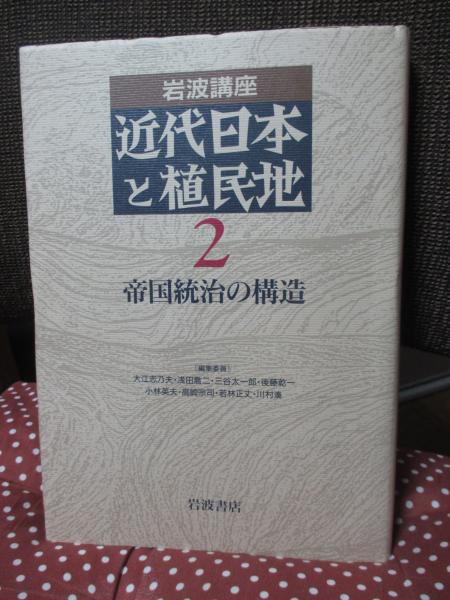 岩波講座
近代日本
と植民地
2
帝国統治の構造
［編集委員］
大江志乃夫・浅田喬二・三谷太一郎・後藤乾一
小林英夫・高崎宗司・若林正丈・川村湊
岩波書店